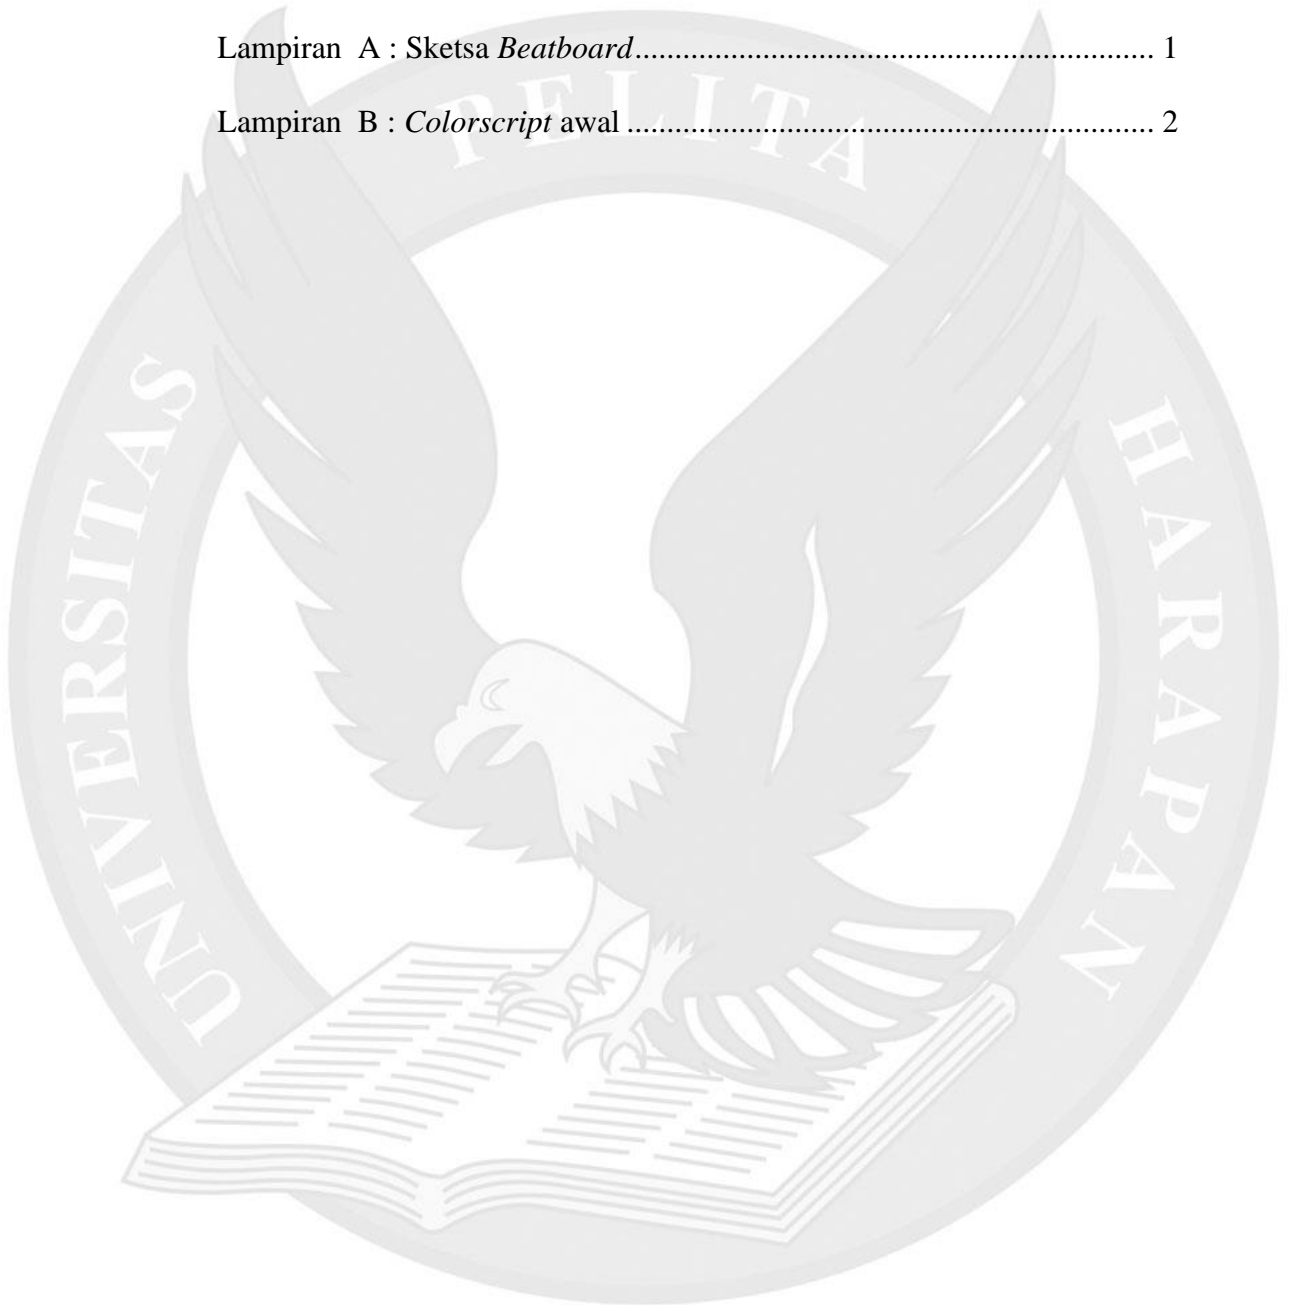 Lampiran  A : Sketsa Beatboard................................................................. 1
Lampiran  B : Colorscript awal .................................................................. 2
UNIVERSITAS PELITA HARAPAN